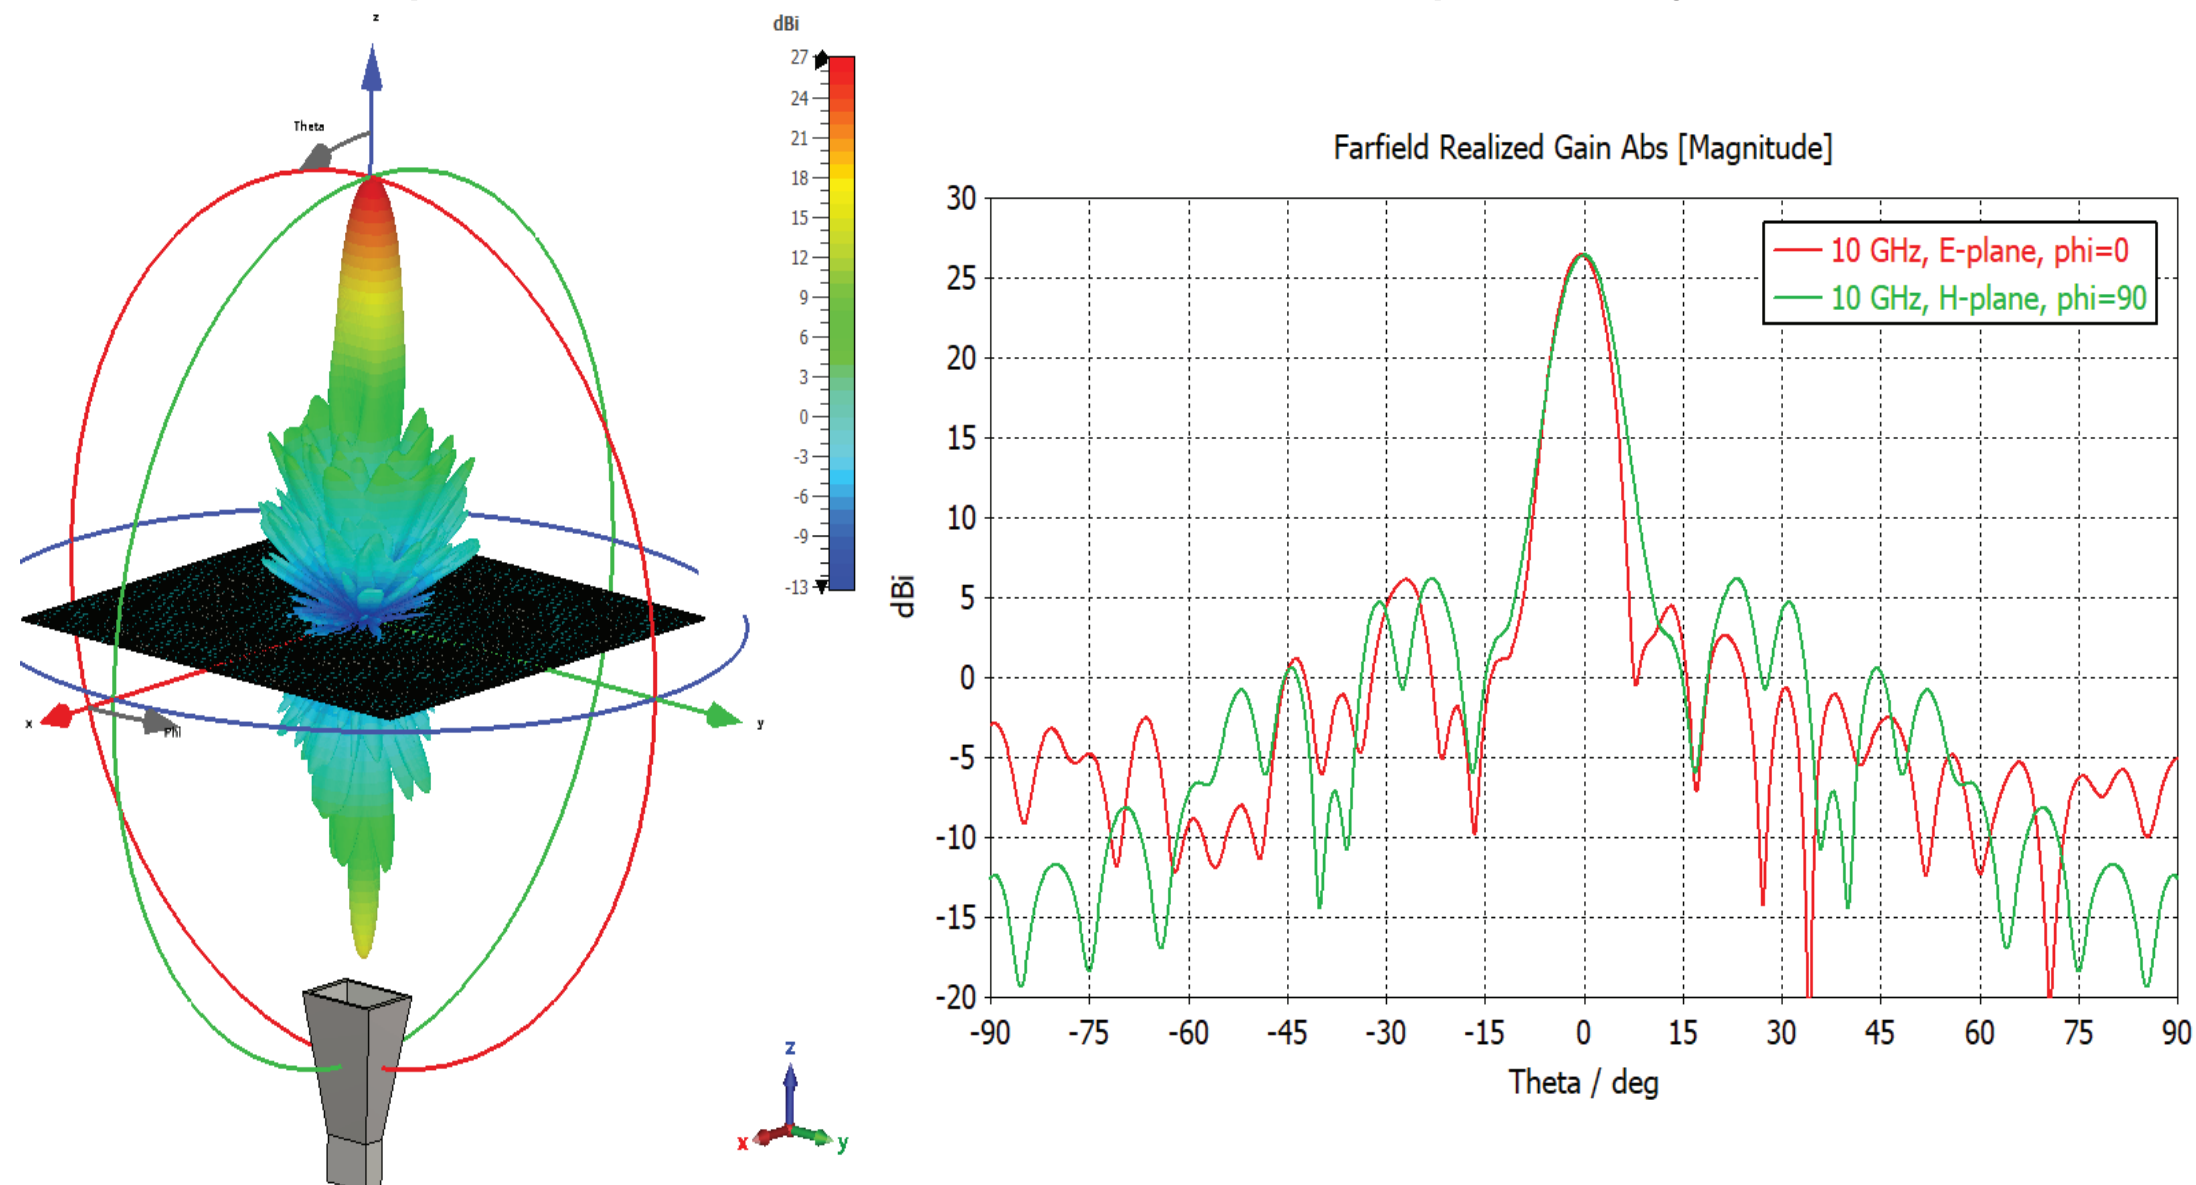 z
dBi
27
24
21
18
15
12
9
6
3
0
-3
-6
-9
-13
Theta
x
Phi
y
z
x
y
Farfield Realized Gain Abs [Magnitude]
10 GHz, E-plane, phi=0
10 GHz, H-plane, phi=90
30
25
20
15
10
5
0
-5
-10
-15
-20
dBi
-90 -75 -60 -45 -30 -15 0 15 30 45 60 75 90
Theta / deg